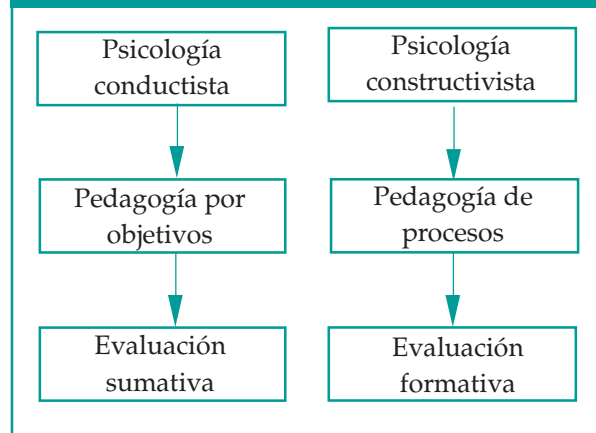 Psicología
conductista
Psicología
constructivista
Pedagogía por
objetivos
Pedagogía de
procesos
Evaluación
sumativa
Evaluación
formativa